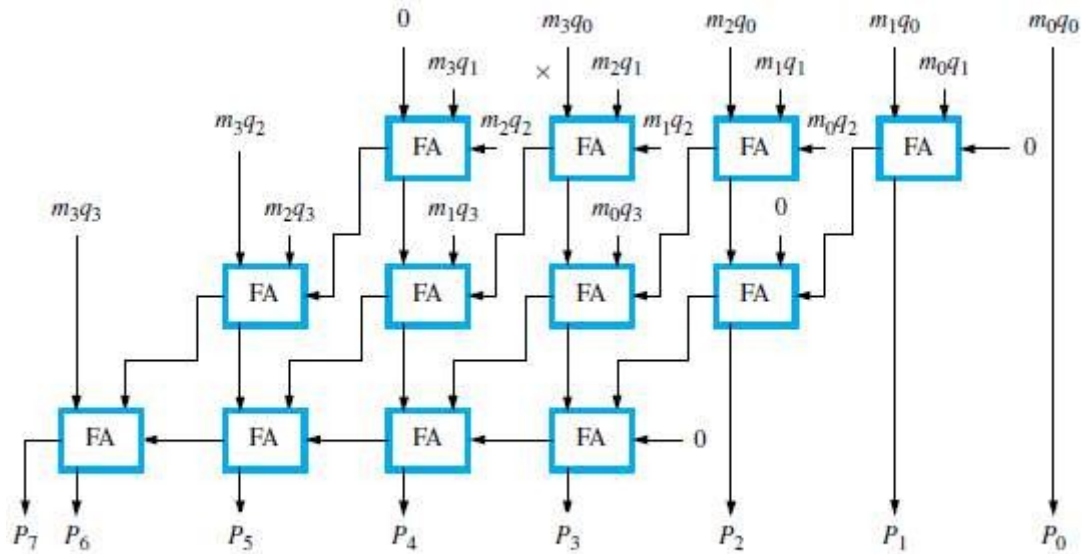 0 m₃q₀ m₂q₀ m₁q₀ m₀q₀
m₃q₁ × m₂q₁ m₁q₁ m₀q₁
m₃q₂ FA m₂q₂ FA m₁q₂ FA m₀q₂ FA 0
m₃q₃ m₂q₃ m₁q₃ m₀q₃ 0
FA FA FA FA
FA FA FA FA 0
P₇ P₆ P₅ P₄ P₃ P₂ P₁ P₀